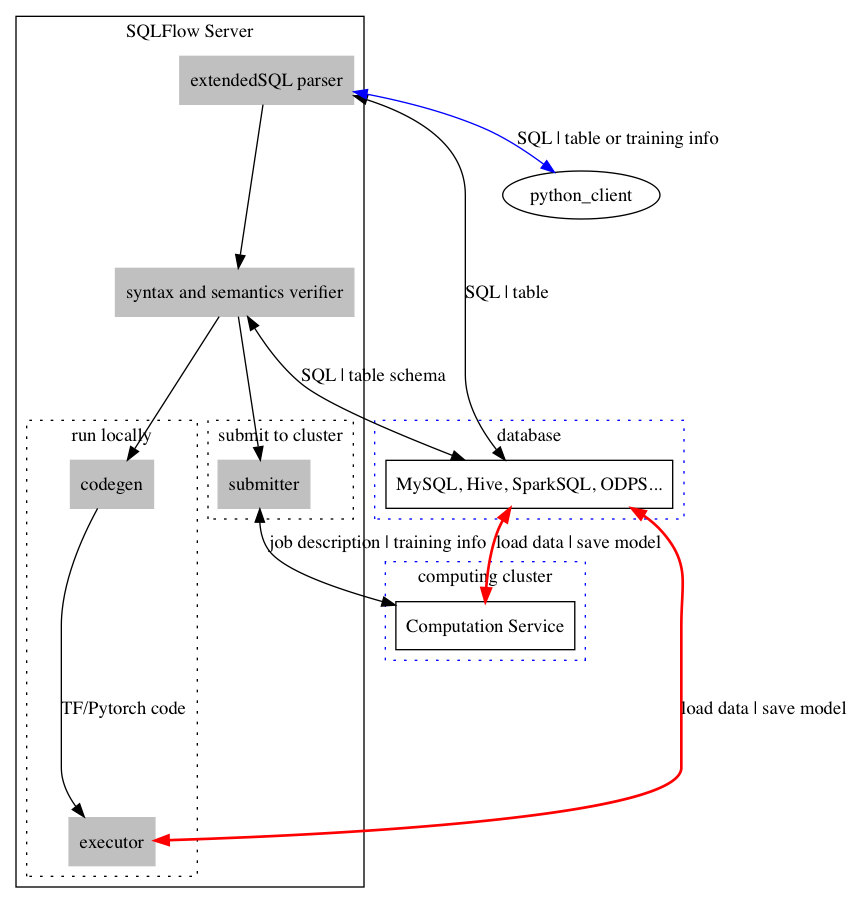 SQLFlow Server
extendedSQL parser
SQL | table or training info
python_client
syntax and semantics verifier
SQL | table
SQL | table schema
run locally
submit to cluster
database
codegen
submitter
MySQL, Hive, SparkSQL, ODPS...
job description | training info
load data | save model
computing cluster
Computation Service
TF/Pytorch code
load data | save model
executor